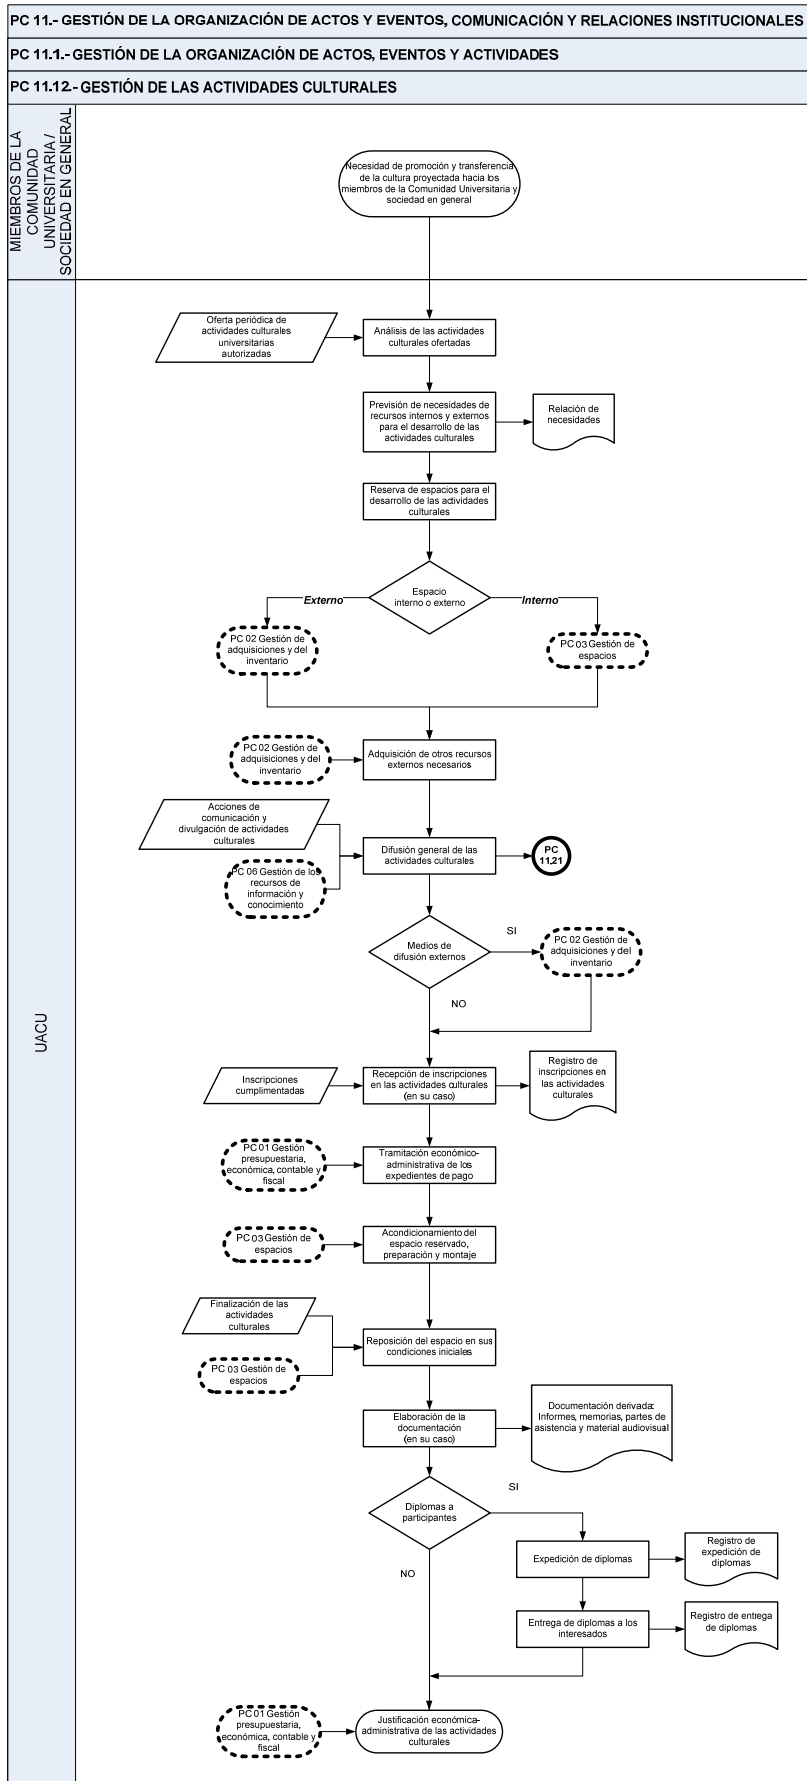 PC 11.- GESTIÓN DE LA ORGANIZACIÓN DE ACTOS Y EVENTOS, COMUNICACIÓN Y RELACIONES INSTITUCIONALES
PC 11.1.- GESTIÓN DE LA ORGANIZACIÓN DE ACTOS, EVENTOS Y ACTIVIDADES
PC 11.12.- GESTIÓN DE LAS ACTIVIDADES CULTURALES
MIEMBROS DE LA
COMUNIDAD
UNIVERSITARIA /
SOCIEDAD EN GENERAL
Necesidad de promoción y transferencia
de la cultura proyectada hacia los
miembros de la Comunidad Universitaria y
sociedad en general
UACU
Oferta periódica de
actividades culturales
universitarias
autorizadas
Análisis de las actividades
culturales ofertadas
Previsión de necesidades de
recursos internos y externos
para el desarrollo de las
actividades culturales
Relación de
necesidades
Reserva de espacios para el
desarrollo de las actividades
culturales
Espacio
interno o externo
Externo
Interno
PC 02 Gestión de
adquisiciones y del
inventario
PC 03 Gestión de
espacios
PC 02 Gestión de
adquisiciones y del
inventario
Adquisición de otros recursos
externos necesarios
Acciones de
comunicación y
divulgación de actividades
culturales
PC 06 Gestión de los
recursos de
información y
conocimiento
Difusión general de las
actividades culturales
PC
11,21
Medios de
difusión externos
SI
PC 02 Gestión de
adquisiciones y del
inventario
NO
Inscripciones
cumplimentadas
Recepción de inscripciones
en las actividades culturales
(en su caso)
Registro de
inscripciones en
las actividades
culturales
PC 01 Gestión
presupuestaria,
económica, contable y
fiscal
Tramitación económico-
administrativa de los
expedientes de pago
PC 03 Gestión de
espacios
Acondicionamiento del
espacio reservado,
preparación y montaje
Finalización de las
actividades
culturales
PC 03 Gestión de
espacios
Reposición del espacio en sus
condiciones iniciales
Elaboración de la
documentación
(en su caso)
Documentación derivada:
Informes, memorias, partes de
asistencia y material audiovisual
Diplomas a
participantes
SI
NO
Expedición de diplomas
Registro de
expedición de
diplomas
Entrega de diplomas a los
interesados
Registro de entrega
de diplomas
PC 01 Gestión
presupuestaria,
económica, contable y
fiscal
Justificación económica-
administrativa de las actividades
culturales